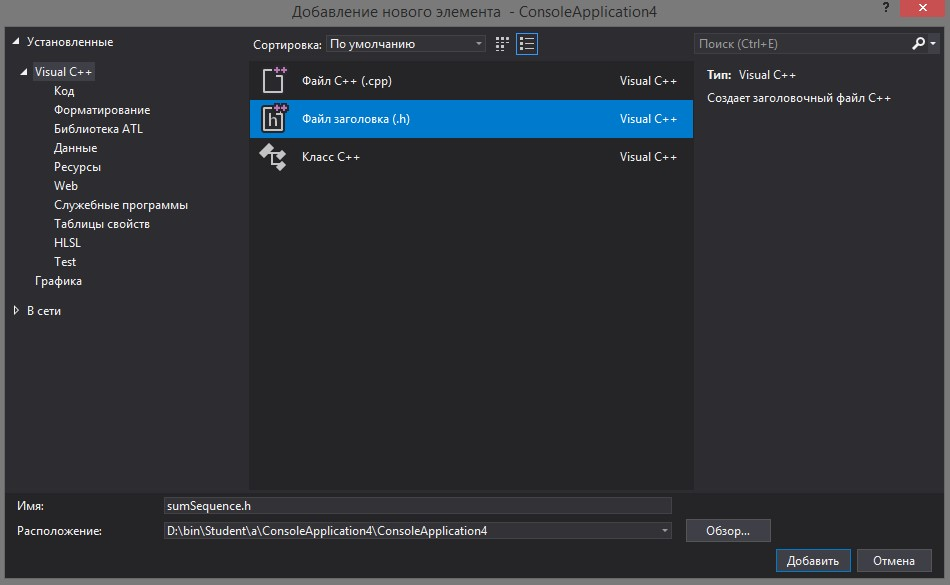 Добавление нового элемента - ConsoleApplication4
?
Установленные
Visual C++
Код
Форматирование
Библиотека ATL
Данные
Ресурсы
Web
Служебные программы
Таблицы свойств
HLSL
Test
Графика
В сети
Сортировка: По умолчанию
Файл C++ (.cpp) Visual C++
Файл заголовка (.h) Visual C++
Класс C++ Visual C++
Поиск (Ctrl+E)
Тип: Visual C++
Создает заголовочный файл C++
Имя: sumSequence.h
Расположение: D:\bin\Student\a\ConsoleApplication4\ConsoleApplication4 Обзор...
Добавить Отмена